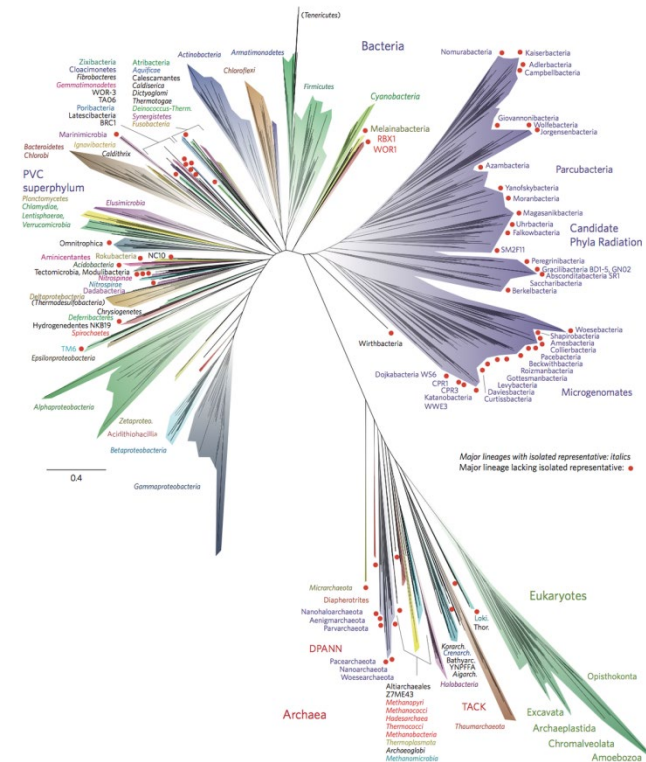 (Tenericutes)
Bacteria
Zixibacteria
Cloacimonetes
Fibrobacteres
Gemmatimonadetes
WOR-3
TA06
Poribacteria
Latescibacteria
BRC1
Atribacteria
Aquificae
Calescamantes
Caldiserica
Dictyoglomi
Thermotogae
Deinococcus-Therm.
Synergistetes
Fusobacteria
Actinobacteria
Armatimonadetes
Chloroflexi
Firmicutes
Cyanobacteria
Melainabacteria
RBX1
WOR1
Nomurabacteria
Kaiserbacteria
Adlerbacteria
Campbellbacteria
Giovannonibacteria
Wolfebacteria
Jorgensenbacteria
Azambacteria
Parcubacteria
Yanofskybacteria
Moranbacteria
Magasanikbacteria
Uhrbacteria
Falkowbacteria
Candidate
Phyla Radiation
SM2F11
Peregrinibacteria
Gracilibacteria BD1-5, GN02
Absconditabacteria SR1
Saccharibacteria
Berkelbacteria
Marinimicrobia
Bacteroidetes
Chlorobi
Ignavibacteria
Caldithrix
PVC
superphylum
Planctomycetes
Chlamydiae,
Lentisphaerae,
Verrucomicrobia
Elusimicrobia
Omnitrophica
Aminicentantes
Rokubacteria
NC10
Acidobacteria
Tectomicrobia, Modulibacteria
Nitrospinae
Nitrospirae
Dadabacteria
Deltaproteobacteria
(Thermodesulfobacteria)
Chrysiogenetes
Deferribacteres
Hydrogenedentes NKB19
Spirochaetes
TM6
Epsilonproteobacteria
Wirthbacteria
Woesebacteria
Shapirobacteria
Amesbacteria
Collierbacteria
Pacebacteria
Beckwithbacteria
Roizmanbacteria
Gottesmanbacteria
Levybacteria
Daviesbacteria
Curtissbacteria
Microgenomates
Dojkabacteria WS6
CPR1
CPR3
Katanobacteria
WWE3
Alphaproteobacteria
Zetaproteo.
Acidithiobacillia
Betaproteobacteria
Gammaproteobacteria
0.4
Major lineages with isolated representative: italics
Major lineage lacking isolated representative:
Micrarchaeota
Diapherotrites
Nanohaloarchaeota
Aenigmarchaeota
Parvarchaeota
DPANN
Pacearchaeota
Nanoarchaeota
Woesearchaeota
Archaea
Altiarchaeales
Z7ME43
Methanopyri
Methanococci
Hadesarchaea
Thermococci
Methanobacteria
Thermoplasmata
Archaeoglobi
Methanomicrobia
Halobacteria
Korarch.
Crenarch.
Bathyarc.
YNPFFA
Aigarch.
TACK
Thaumarchaeota
Loki.
Thor.
Eukaryotes
Opisthokonta
Excavata
Archaeplastida
Chromalveolata
Amoebozoa